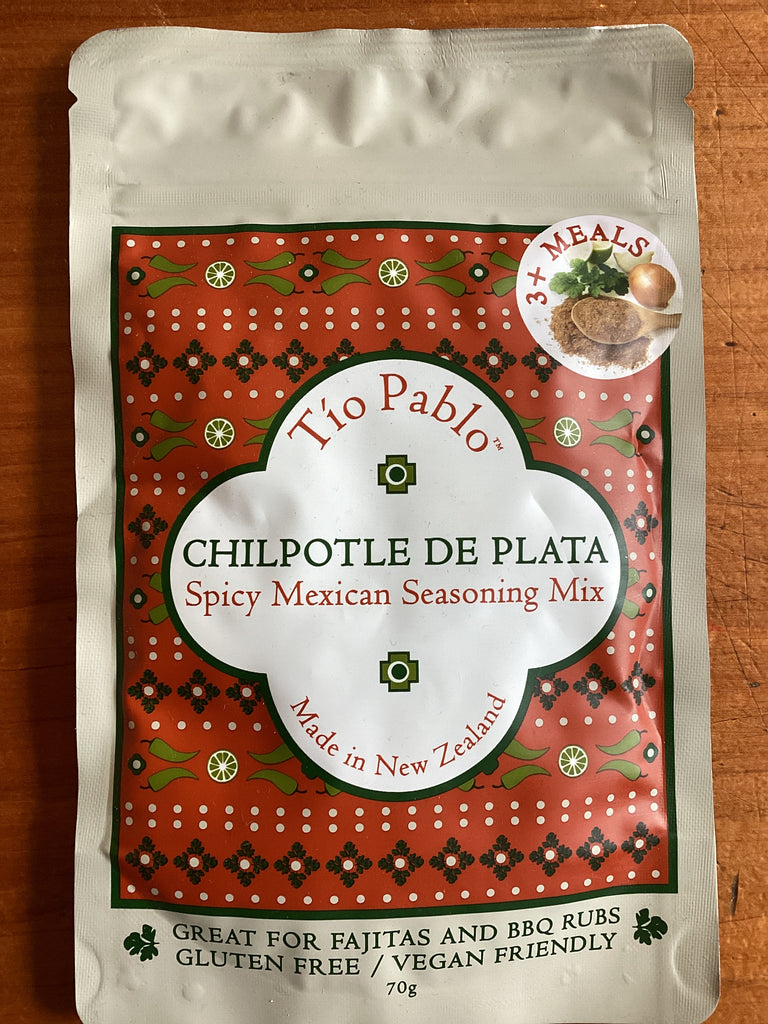 3+ MEALS
Tío Pablo™
CHILPOTLE DE PLATA
Spicy Mexican Seasoning Mix
Made in New Zealand
GREAT FOR FAJITAS AND BBQ RUBS
GLUTEN FREE / VEGAN FRIENDLY
70g